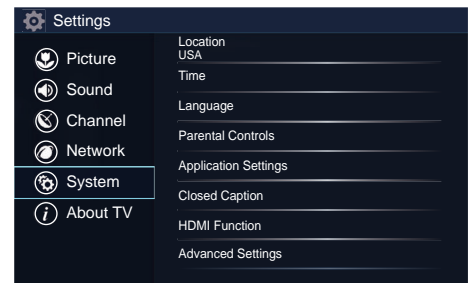 Settings
Picture
Sound
Channel
Network
System
About TV
Location
USA
Time
Language
Parental Controls
Application Settings
Closed Caption
HDMI Function
Advanced Settings